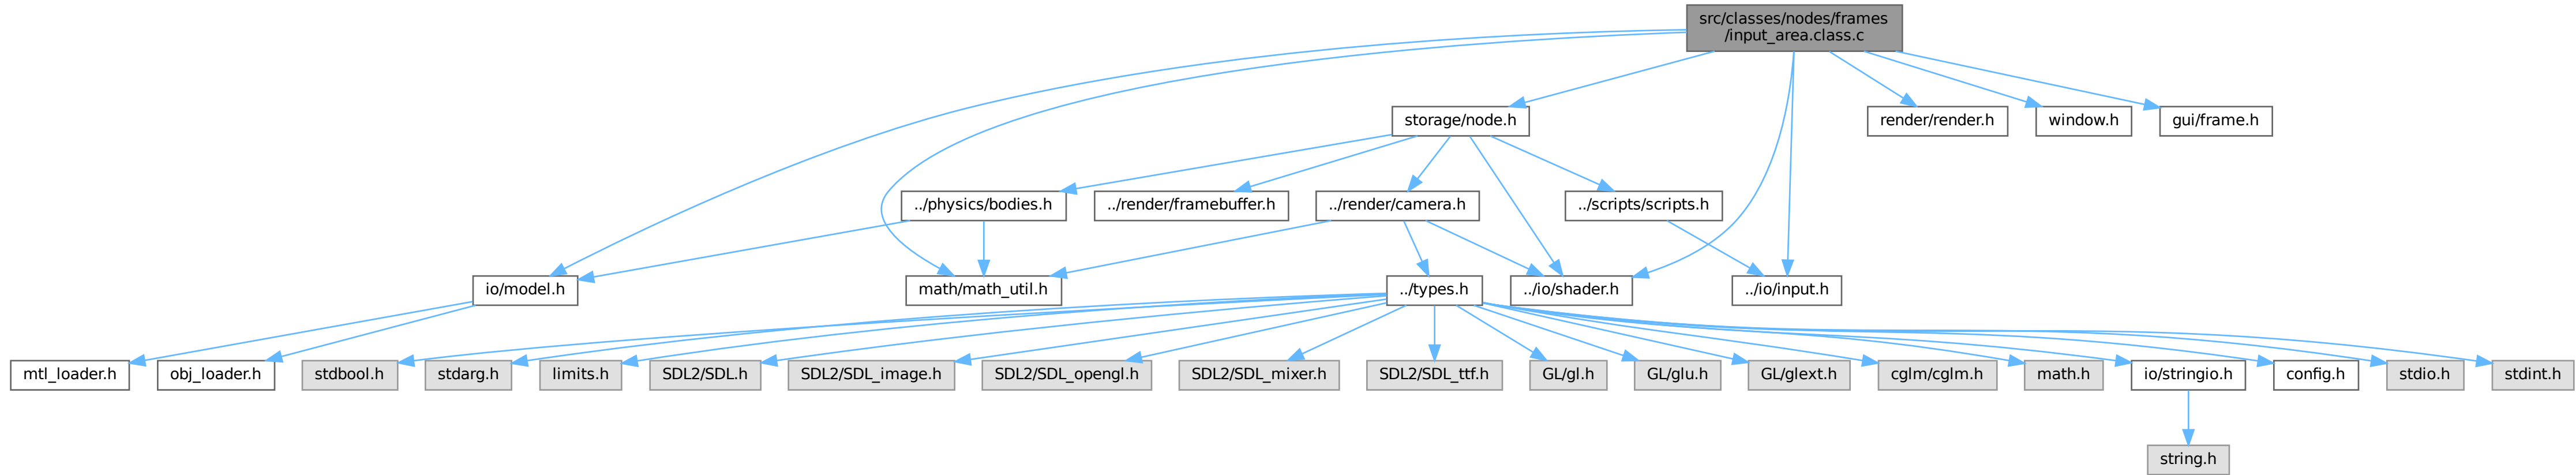 src/classes/nodes/frames
/input_area.class.c
storage/node.h
render/render.h
window.h
gui/frame.h
../physics/bodies.h
../render/framebuffer.h
../render/camera.h
../scripts/scripts.h
io/model.h
math/math_util.h
../types.h
../io/shader.h
../io/input.h
mtl_loader.h
obj_loader.h
stdbool.h
stdarg.h
limits.h
SDL2/SDL.h
SDL2/SDL_image.h
SDL2/SDL_opengl.h
SDL2/SDL_mixer.h
SDL2/SDL_ttf.h
GL/gl.h
GL/glu.h
GL/glext.h
cglm/cglm.h
math.h
io/stringio.h
config.h
stdio.h
stdint.h
string.h